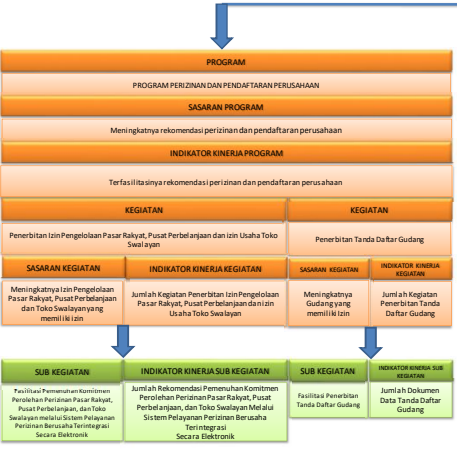 PROGRAM
PROGRAM PERIZINAN DAN PENDAFTARAN PERUSAHAAN
SASARAN PROGRAM
Meningkatnya rekomendasi perizinan dan pendaftaran perusahaan
INDIKATOR KINERJA PROGRAM
Terfasilitasinya rekomendasi perizinan dan pendaftaran perusahaan
KEGIATAN
KEGIATAN
Penerbitan Izin Pengelolaan Pasar Rakyat, Pusat Perbelanjaan dan izin Usaha Toko
Swalayan
Penerbitan Tanda Daftar Gudang
SASARAN KEGIATAN
INDIKATOR KINERJA KEGIATAN
SASARAN KEGIATAN
INDIKATOR KINERJA
KEGIATAN
Meningkatnya Izin Pengelolaan
Pasar Rakyat, Pusat Perbelanjaan
dan Toko Swalayan yang
memiliki izin
Jumlah Kegiatan Penerbitan Izin Pengelolaan
Pasar Rakyat, Pusat Perbelanjaan dan izin
Usaha Toko Swalayan
Meningkatnya
Gudang yang
memiliki Izin
Jumlah Kegiatan
Penerbitan Tanda
Daftar Gudang
SUB KEGIATAN
INDIKATOR KINERJA SUB KEGIATAN
SUB KEGIATAN
INDIKATOR KINERJA SUB
KEGIATAN
Fasilitasi Pemenuhan Komitmen
Perolehan Perizinan Pasar Rakyat,
Pusat Perbelanjaan, dan Toko
Swalayan melalui Sistem Pelayanan
Perizinan Berusaha Terintegrasi
Secara Elektronik
Jumlah Rekomendasi Pemenuhan Komitmen
Perolehan Perizinan Pasar Rakyat, Pusat
Perbelanjaan, dan Toko Swalayan Melalui
Sistem Pelayanan Perizinan Berusaha
Terintegrasi
Secara Elektronik
Fasilitasi Penerbitan
Tanda Daftar Gudang
Jumlah Dokumen
Data Tanda Daftar
Gudang